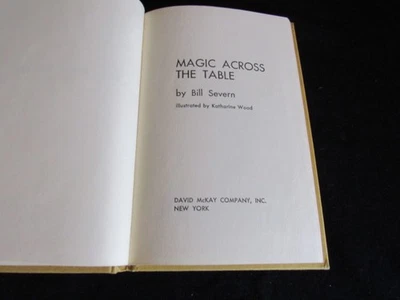 MAGIC ACROSS
THE TABLE
by Bill Severn
illustrated by Katharine Wood
DAVID McKAY COMPANY, INC.
NEW YORK